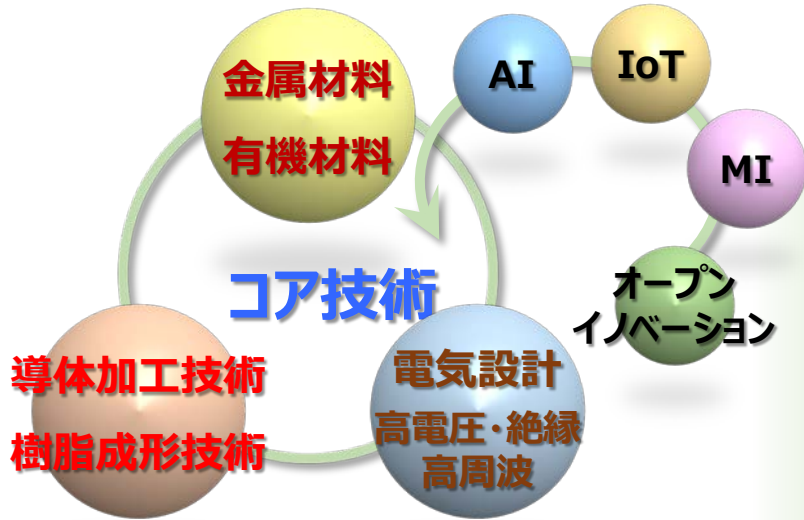 金属材料
有機材料
AI
IoT
MI
オープン
イノベーション
コア技術
導体加工技術
樹脂成形技術
電気設計
高電圧・絶縁
高周波